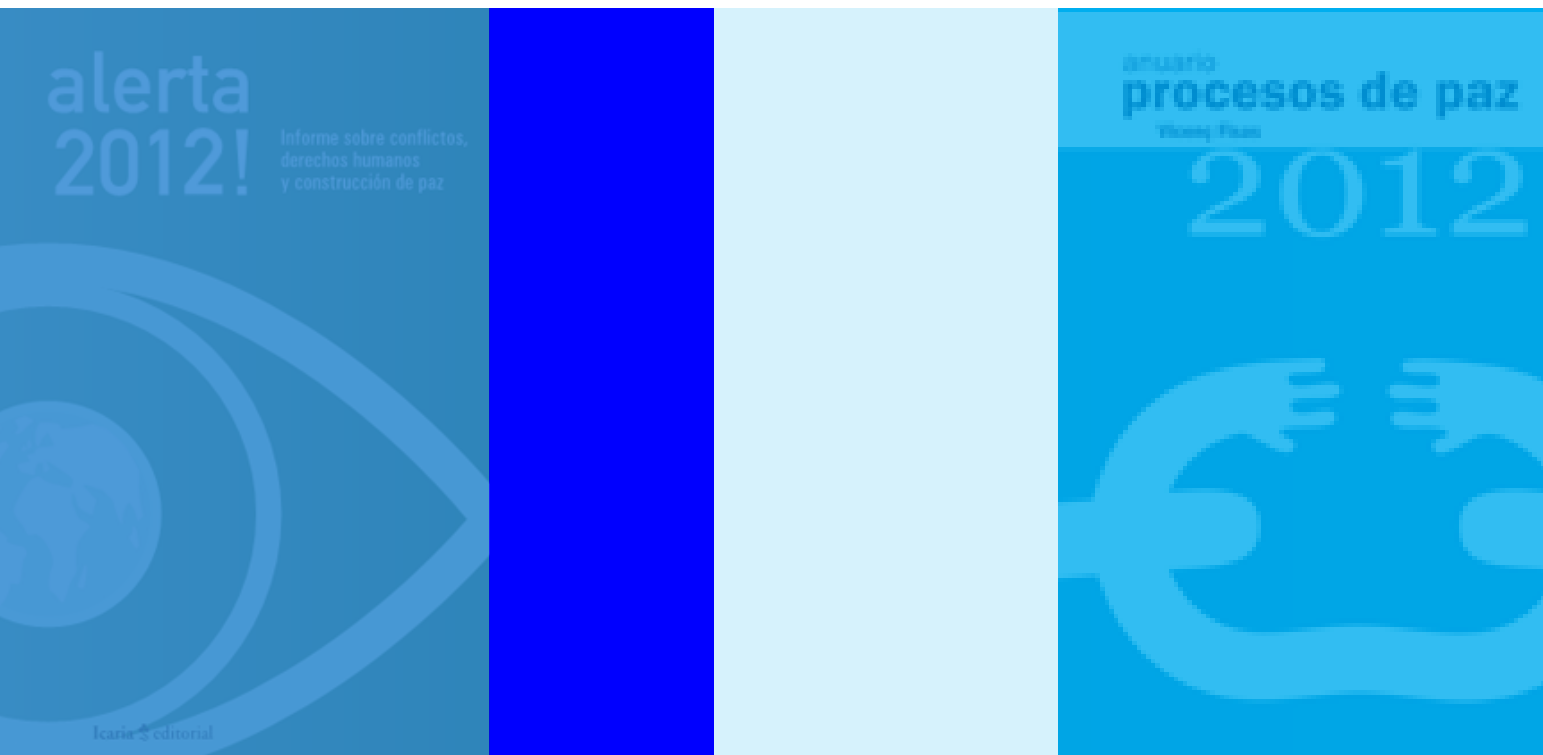 alerta
2012!
Informe sobre conflictos,
derechos humanos
y construcción de paz
Icaria editorial
anuario
procesos de paz
Vicenç Fisas
2012